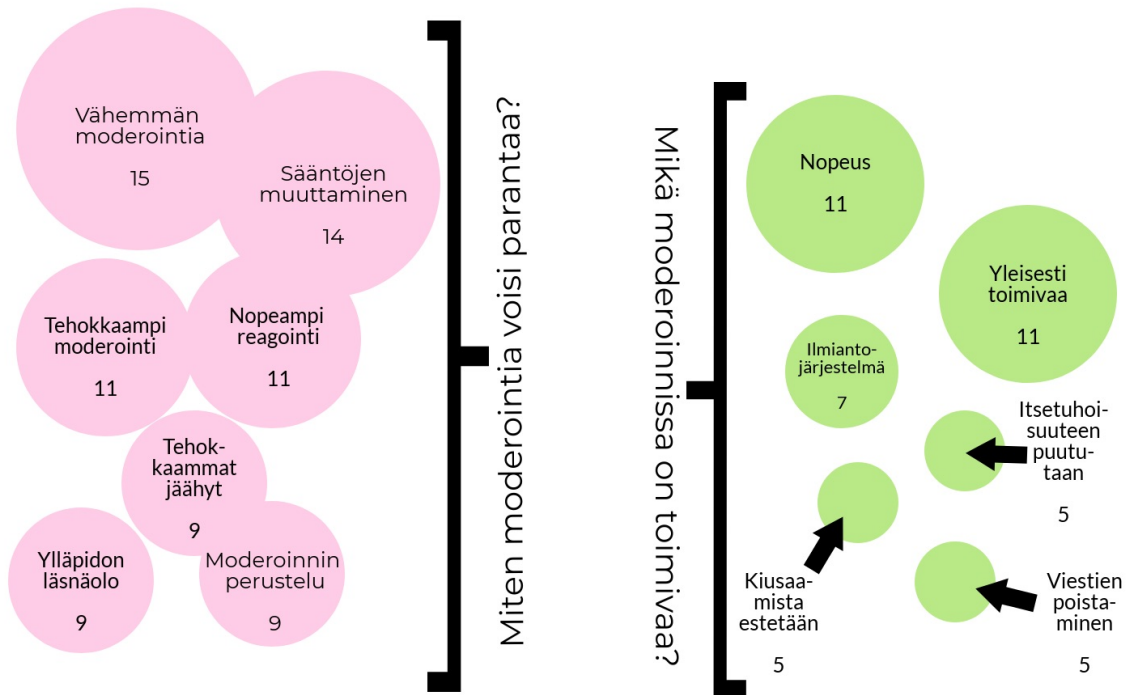 Vähemmän
moderointia
15
Sääntöjen
muuttaminen
14
Tehokkaampi
moderointi
11
Nopeampi
reagointi
11
Tehok-
kaammat
jäähyt
9
Ylläpidon
läsnäolo
9
Moderoinnin
perustelu
9
Miten moderointia voisi parantaa?
Mikä moderoinnissa on toimivaa?
Nopeus
11
Yleisesti
toimivaa
11
Ilmianto-
järjestelmä
7
Itsetuhoi-
suuteen
puutu-
taan
5
Kiusaa-
mista
estetään
5
Viestien
poista-
minen
5